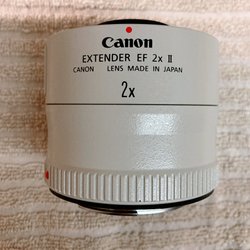 Canon
EXTENDER EF 2x II
CANON LENS MADE IN JAPAN
2x